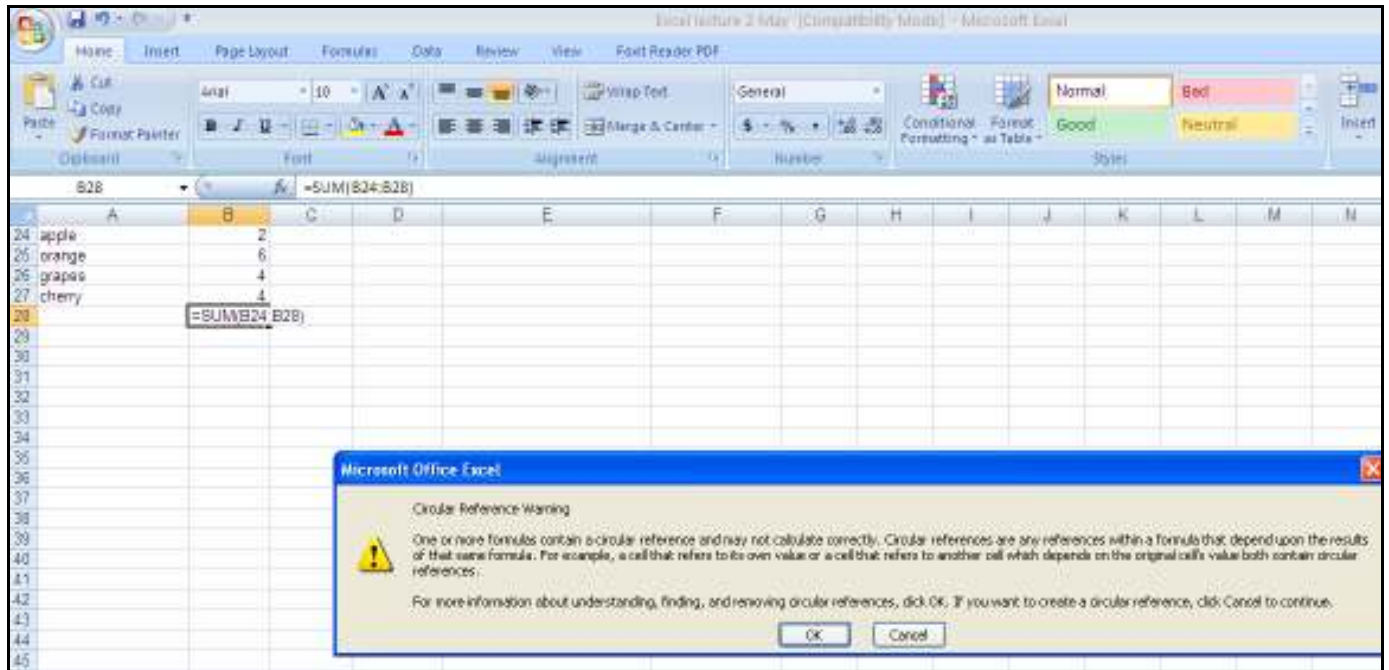 Excel lecture 2 May [Compatibility Mode] - Microsoft Excel
Home Insert Page Layout Formulas Data Review View Foxit Reader PDF
Cut
Copy
Paste
Format Painter
Clipboard
Arial 10
Font
Wrap Text
Merge & Center
Alignment
General
$ %
Number
Conditional Formatting
Format as Table
Normal Bad
Good Neutral
Styles
Insert
B28 fx =SUM(B24:B28)
A B C D E F G H I J K L M N
24 apple 2
25 orange 6
26 grapes 4
27 cherry 4
28 =SUM(B24:B28)
29
30
31
32
33
34
35
36
37
38
39
40
41
42
43
44
45
Microsoft Office Excel
Circular Reference Warning
One or more formulas contain a circular reference and may not calculate correctly. Circular references are any references within a formula that depend upon the results
of that same formula. For example, a cell that refers to its own value or a cell that refers to another cell which depends on the original cell's value both contain circular
references.
For more information about understanding, finding, and removing circular references, click OK. If you want to create a circular reference, click Cancel to continue.
OK Cancel